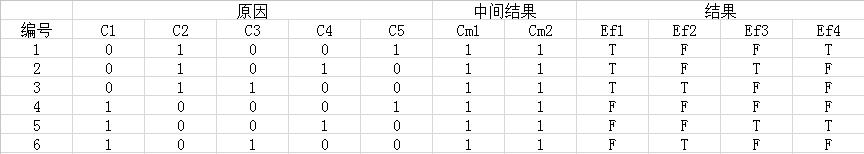 原因 中间结果 结果
编号 C1 C2 C3 C4 C5 Cm1 Cm2 Ef1 Ef2 Ef3 Ef4
1 0 1 0 0 1 1 1 T F F T
2 0 1 0 1 0 1 1 T F T F
3 0 1 1 0 0 1 1 T T F F
4 1 0 0 0 1 1 1 F F F F
5 1 0 0 1 0 1 1 F F T T
6 1 0 1 0 0 1 1 F T F F